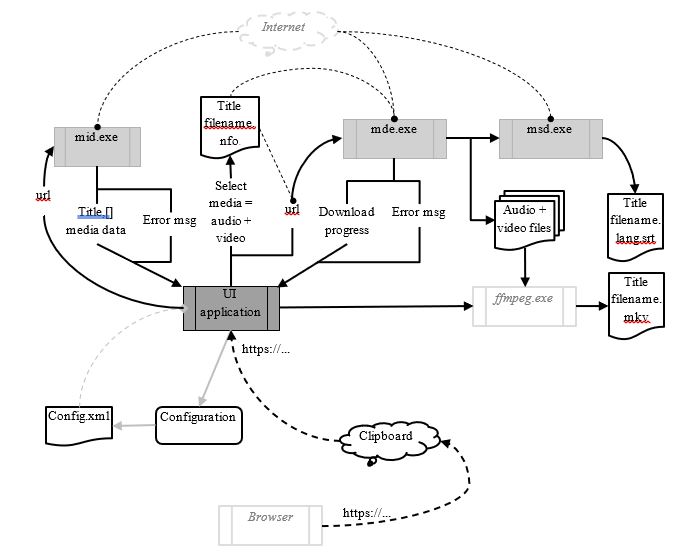 Internet
mid.exe
Title
filename.
nfo
mde.exe
msd.exe
url
Title.[]
media data
Error msg
Select
media =
audio +
video
url
Download
progress
Error msg
Audio +
video files
Title
filename.
lang.srt
UI
application
ffmpeg.exe
Title
filename.
mkv
https://...
Config.xml
Configuration
Clipboard
Browser
https://...